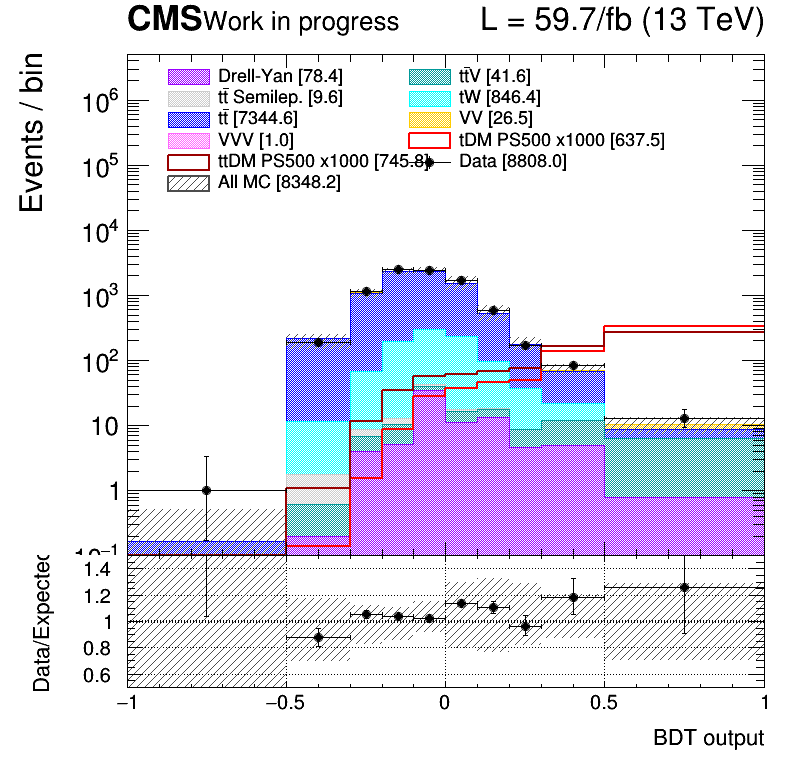 CMS Work in progress L = 59.7/fb (13 TeV)
Events / bin
Drell-Yan [78.4] tt̄V [41.6]
tt̄ Semilep. [9.6] tW [846.4]
tt̄ [7344.6] VV [26.5]
VVV [1.0] tDM PS500 x1000 [637.5]
ttDM PS500 x1000 [745.8] Data [8808.0]
All MC [8348.2]
10⁶
10⁵
10⁴
10³
10²
10
1
10⁻¹
Data/Expected
1.4
1.2
1
0.8
0.6
−1 −0.5 0 0.5 1
BDT output